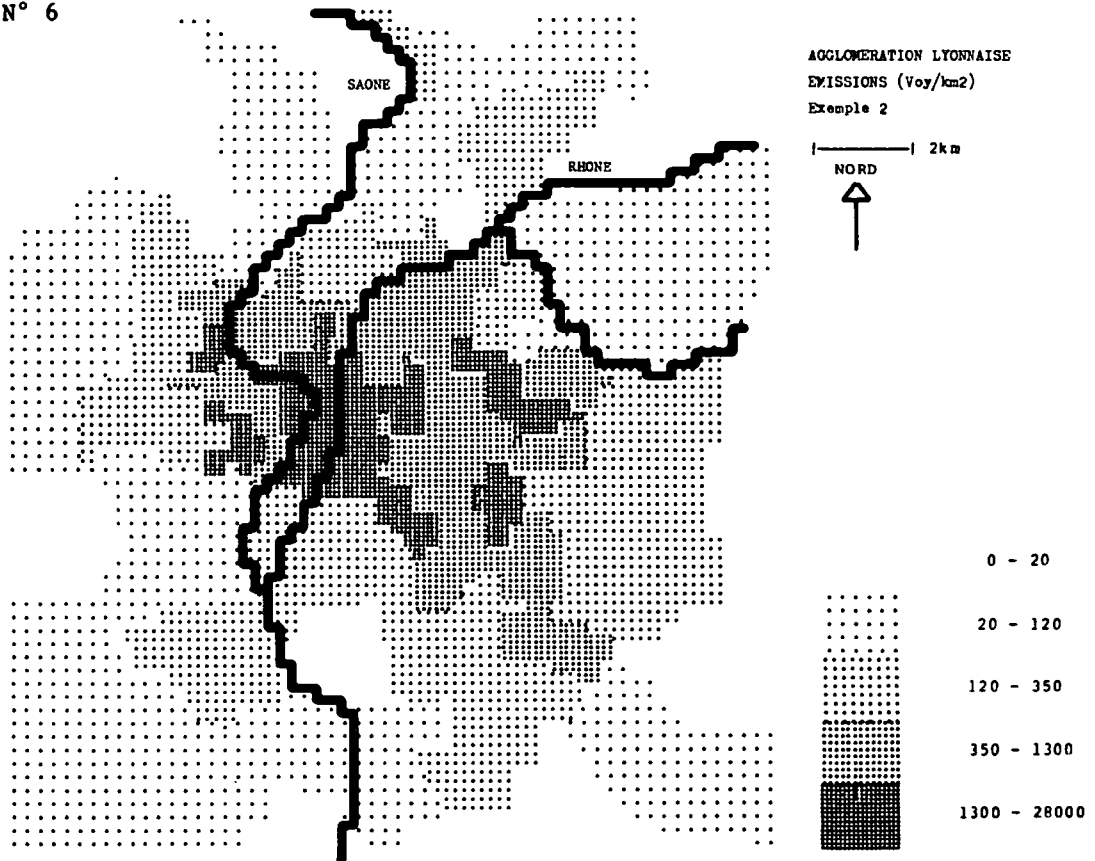 N° 6
SAONE
RHONE
AGGLOMERATION LYONNAISE
EMISSIONS (Voy/km2)
Exemple 2
2km
NORD
0 - 20
20 - 120
120 - 350
350 - 1300
1300 - 28000